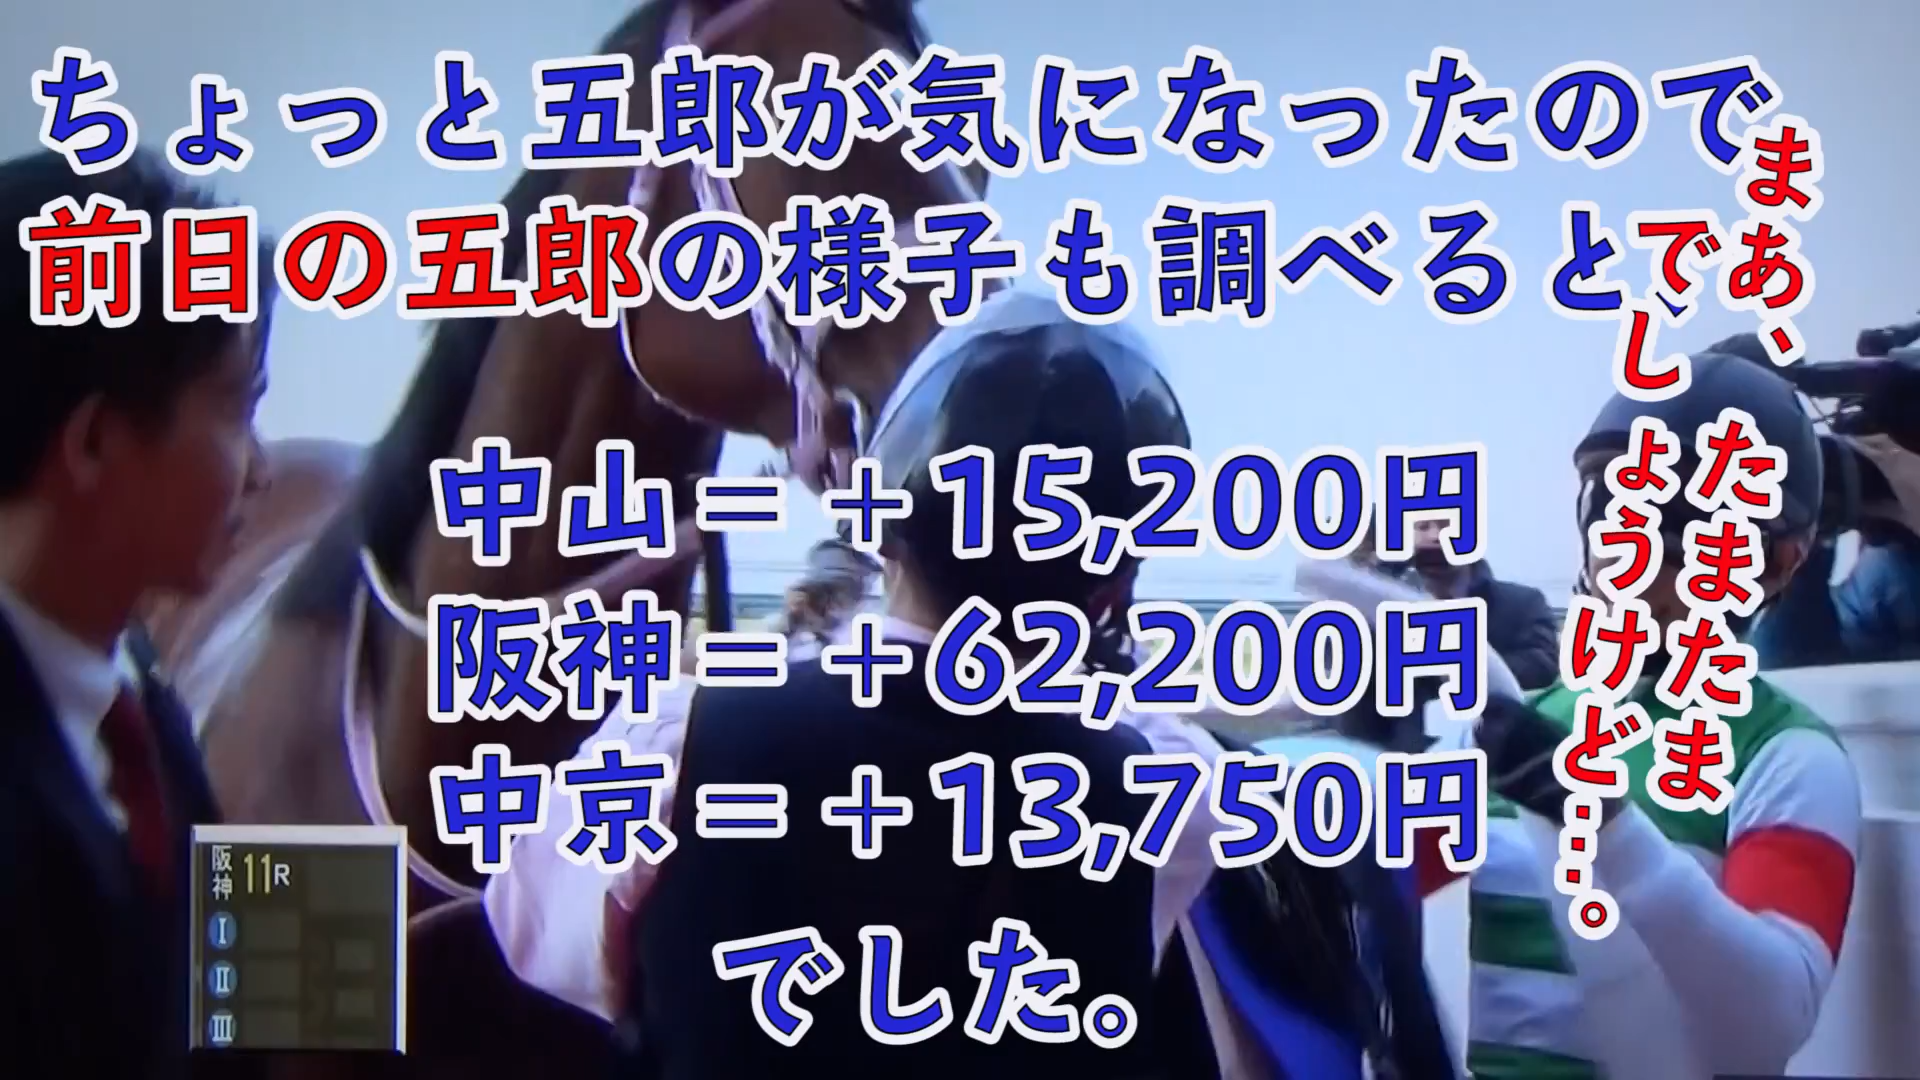 ちょっと五郎が気になったので
前日の五郎の様子も調べると、
まあ、たまたま
でしょうけど‥‥。
中山＝＋15,200円
阪神＝＋62,200円
中京＝＋13,750円
でした。
阪神 11R
Ⅰ
Ⅱ
Ⅲ